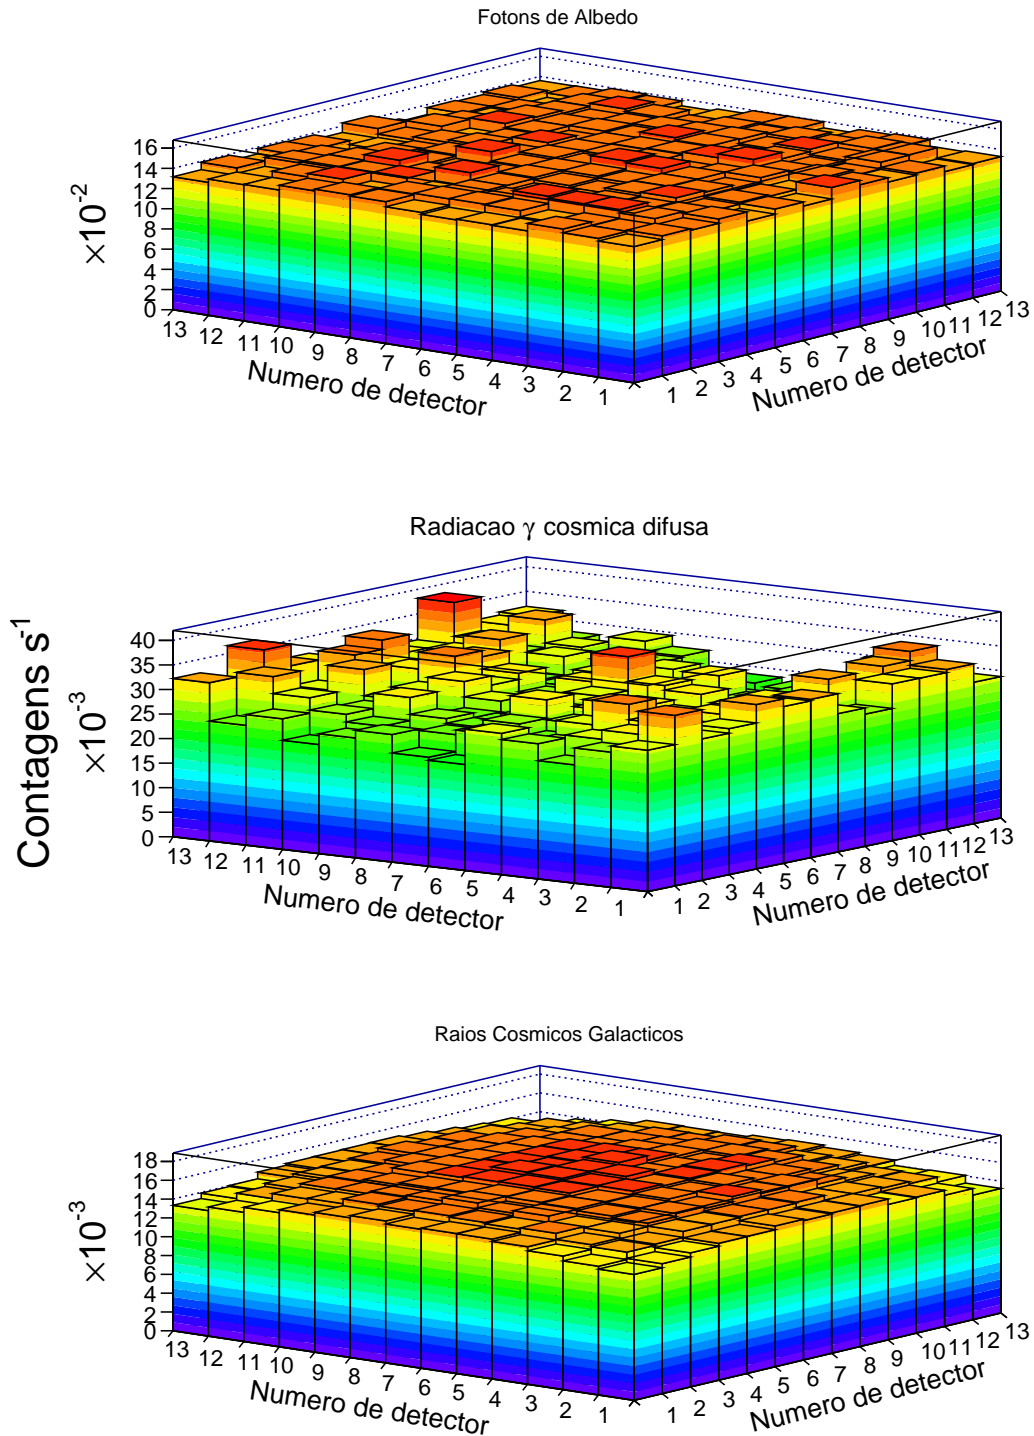 Fotons de Albedo
×10-2
16
14
12
10
8
6
4
2
0
13 12 11 10 9 8 7 6 5 4 3 2 1
Numero de detector
1 2 3 4 5 6 7 8 9 10 11 12 13
Numero de detector
Radiacao γ cosmica difusa
Contagens s-1
×10-3
40
35
30
25
20
15
10
5
0
13 12 11 10 9 8 7 6 5 4 3 2 1
Numero de detector
1 2 3 4 5 6 7 8 9 10 11 12 13
Numero de detector
Raios Cosmicos Galacticos
×10-3
18
16
14
12
10
8
6
4
2
0
13 12 11 10 9 8 7 6 5 4 3 2 1
Numero de detector
1 2 3 4 5 6 7 8 9 10 11 12 13
Numero de detector